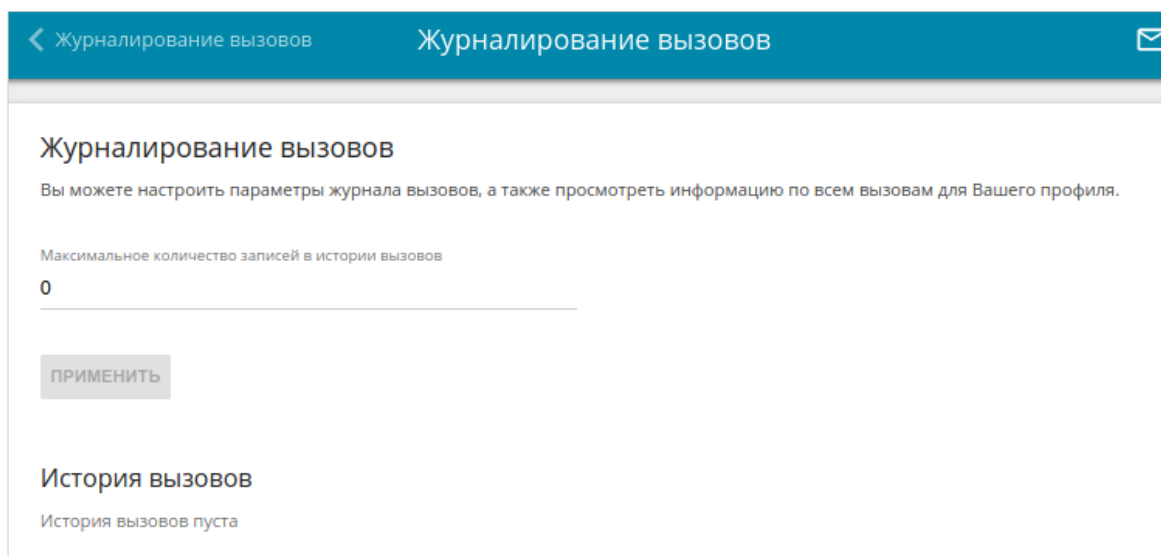 Журналирование вызовов
Журналирование вызовов
Журналирование вызовов
Вы можете настроить параметры журнала вызовов, а также просмотреть информацию по всем вызовам для Вашего профиля.
Максимальное количество записей в истории вызовов
0
ПРИМЕНИТЬ
История вызовов
История вызовов пуста